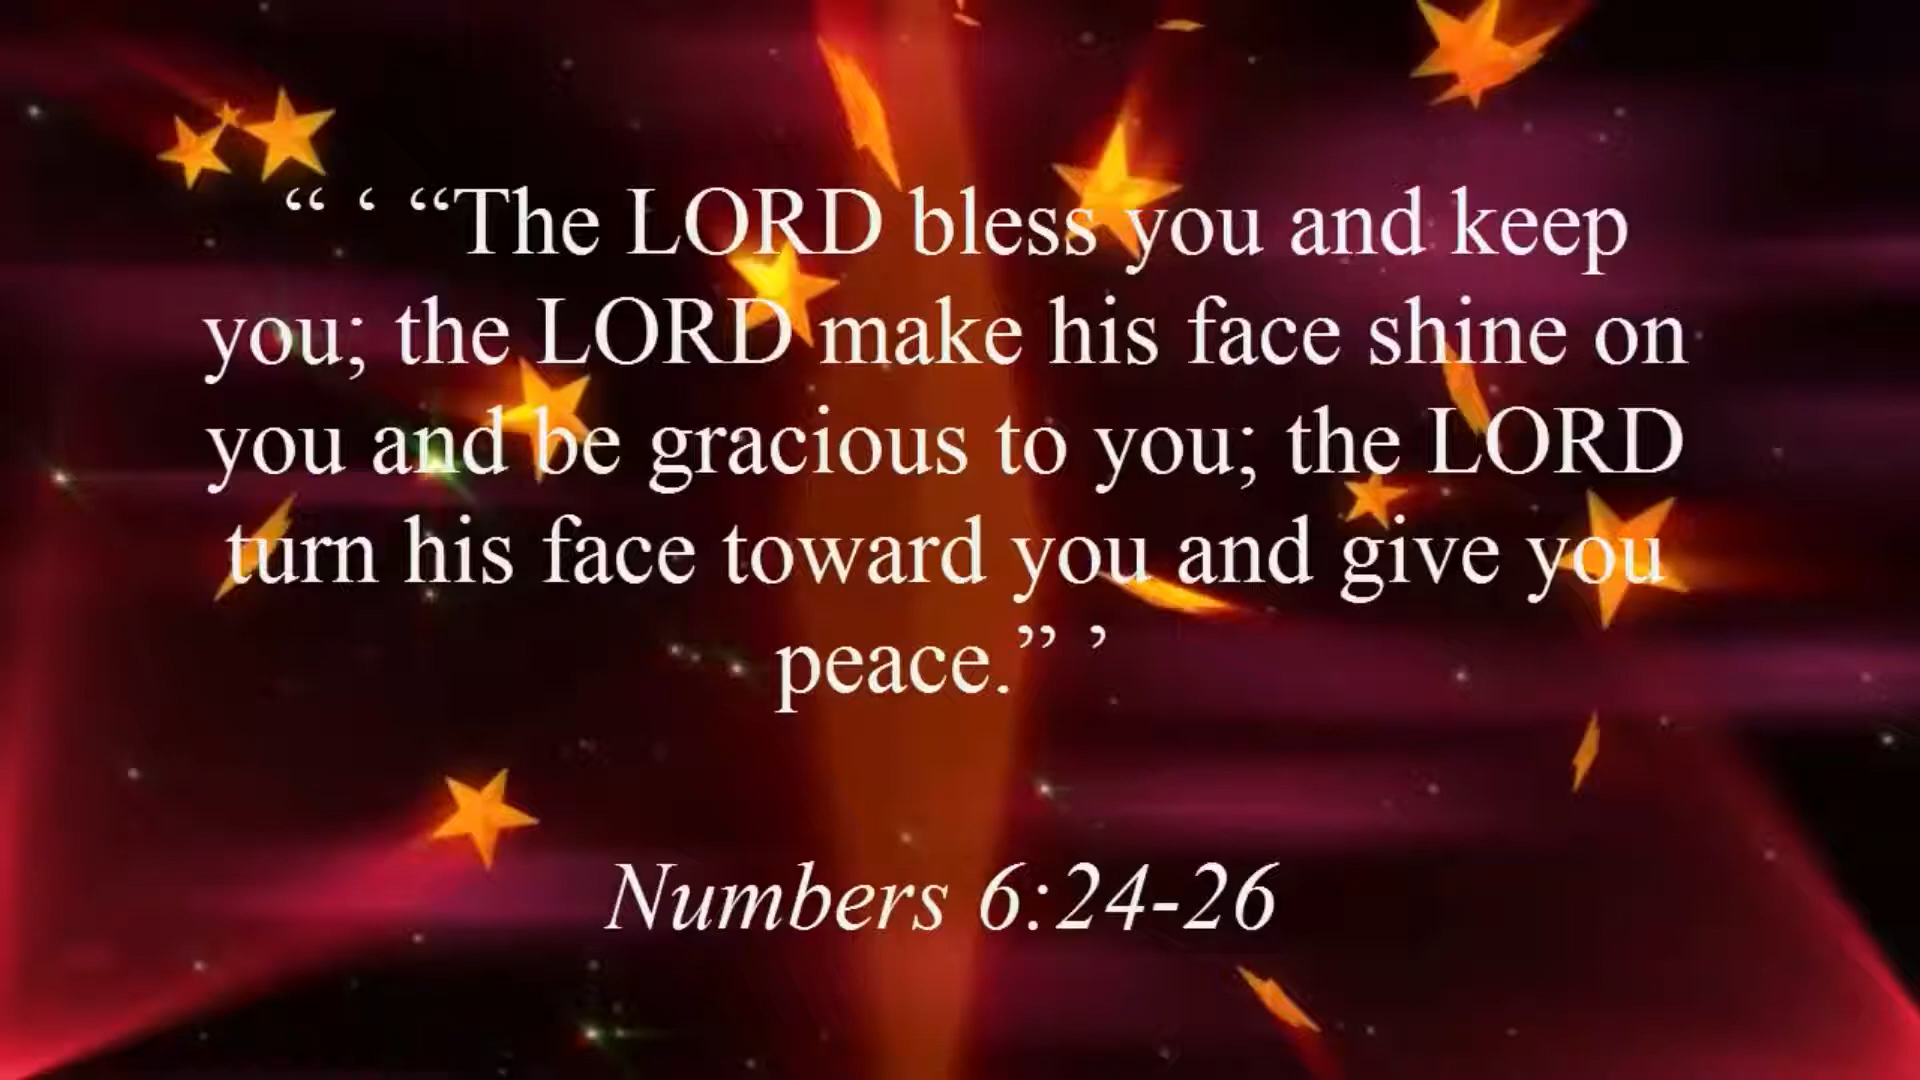 “ ‘ “The LORD bless you and keep
you; the LORD make his face shine on
you and be gracious to you; the LORD
turn his face toward you and give you
peace.” ’
Numbers 6:24-26